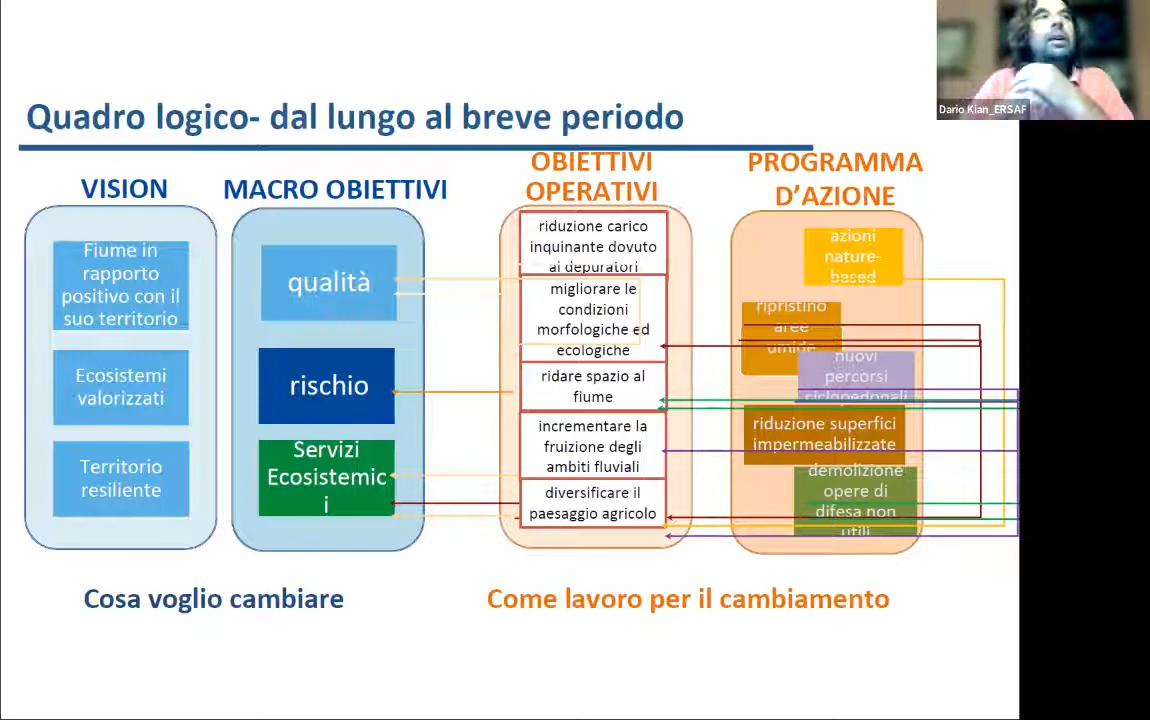 Dario Kian_ERSAF
Quadro logico- dal lungo al breve periodo
VISION
MACRO OBIETTIVI
OBIETTIVI
OPERATIVI
PROGRAMMA
D'AZIONE
Fiume in
rapporto
positivo con il
suo territorio
Ecosistemi
valorizzati
Territorio
resiliente
qualità
rischio
Servizi
Ecosistemic
i
riduzione carico
inquinante dovuto
ai depuratori
migliorare le
condizioni
morfologiche ed
ecologiche
ridare spazio al
fiume
incrementare la
fruizione degli
ambiti fluviali
diversificare il
paesaggio agricolo
azioni
nature-
based
ripristino
aree
umide
nuovi
percorsi
ciclopedonali
riduzione superfici
impermeabilizzate
demolizione
opere di
difesa non
utili
Cosa voglio cambiare
Come lavoro per il cambiamento